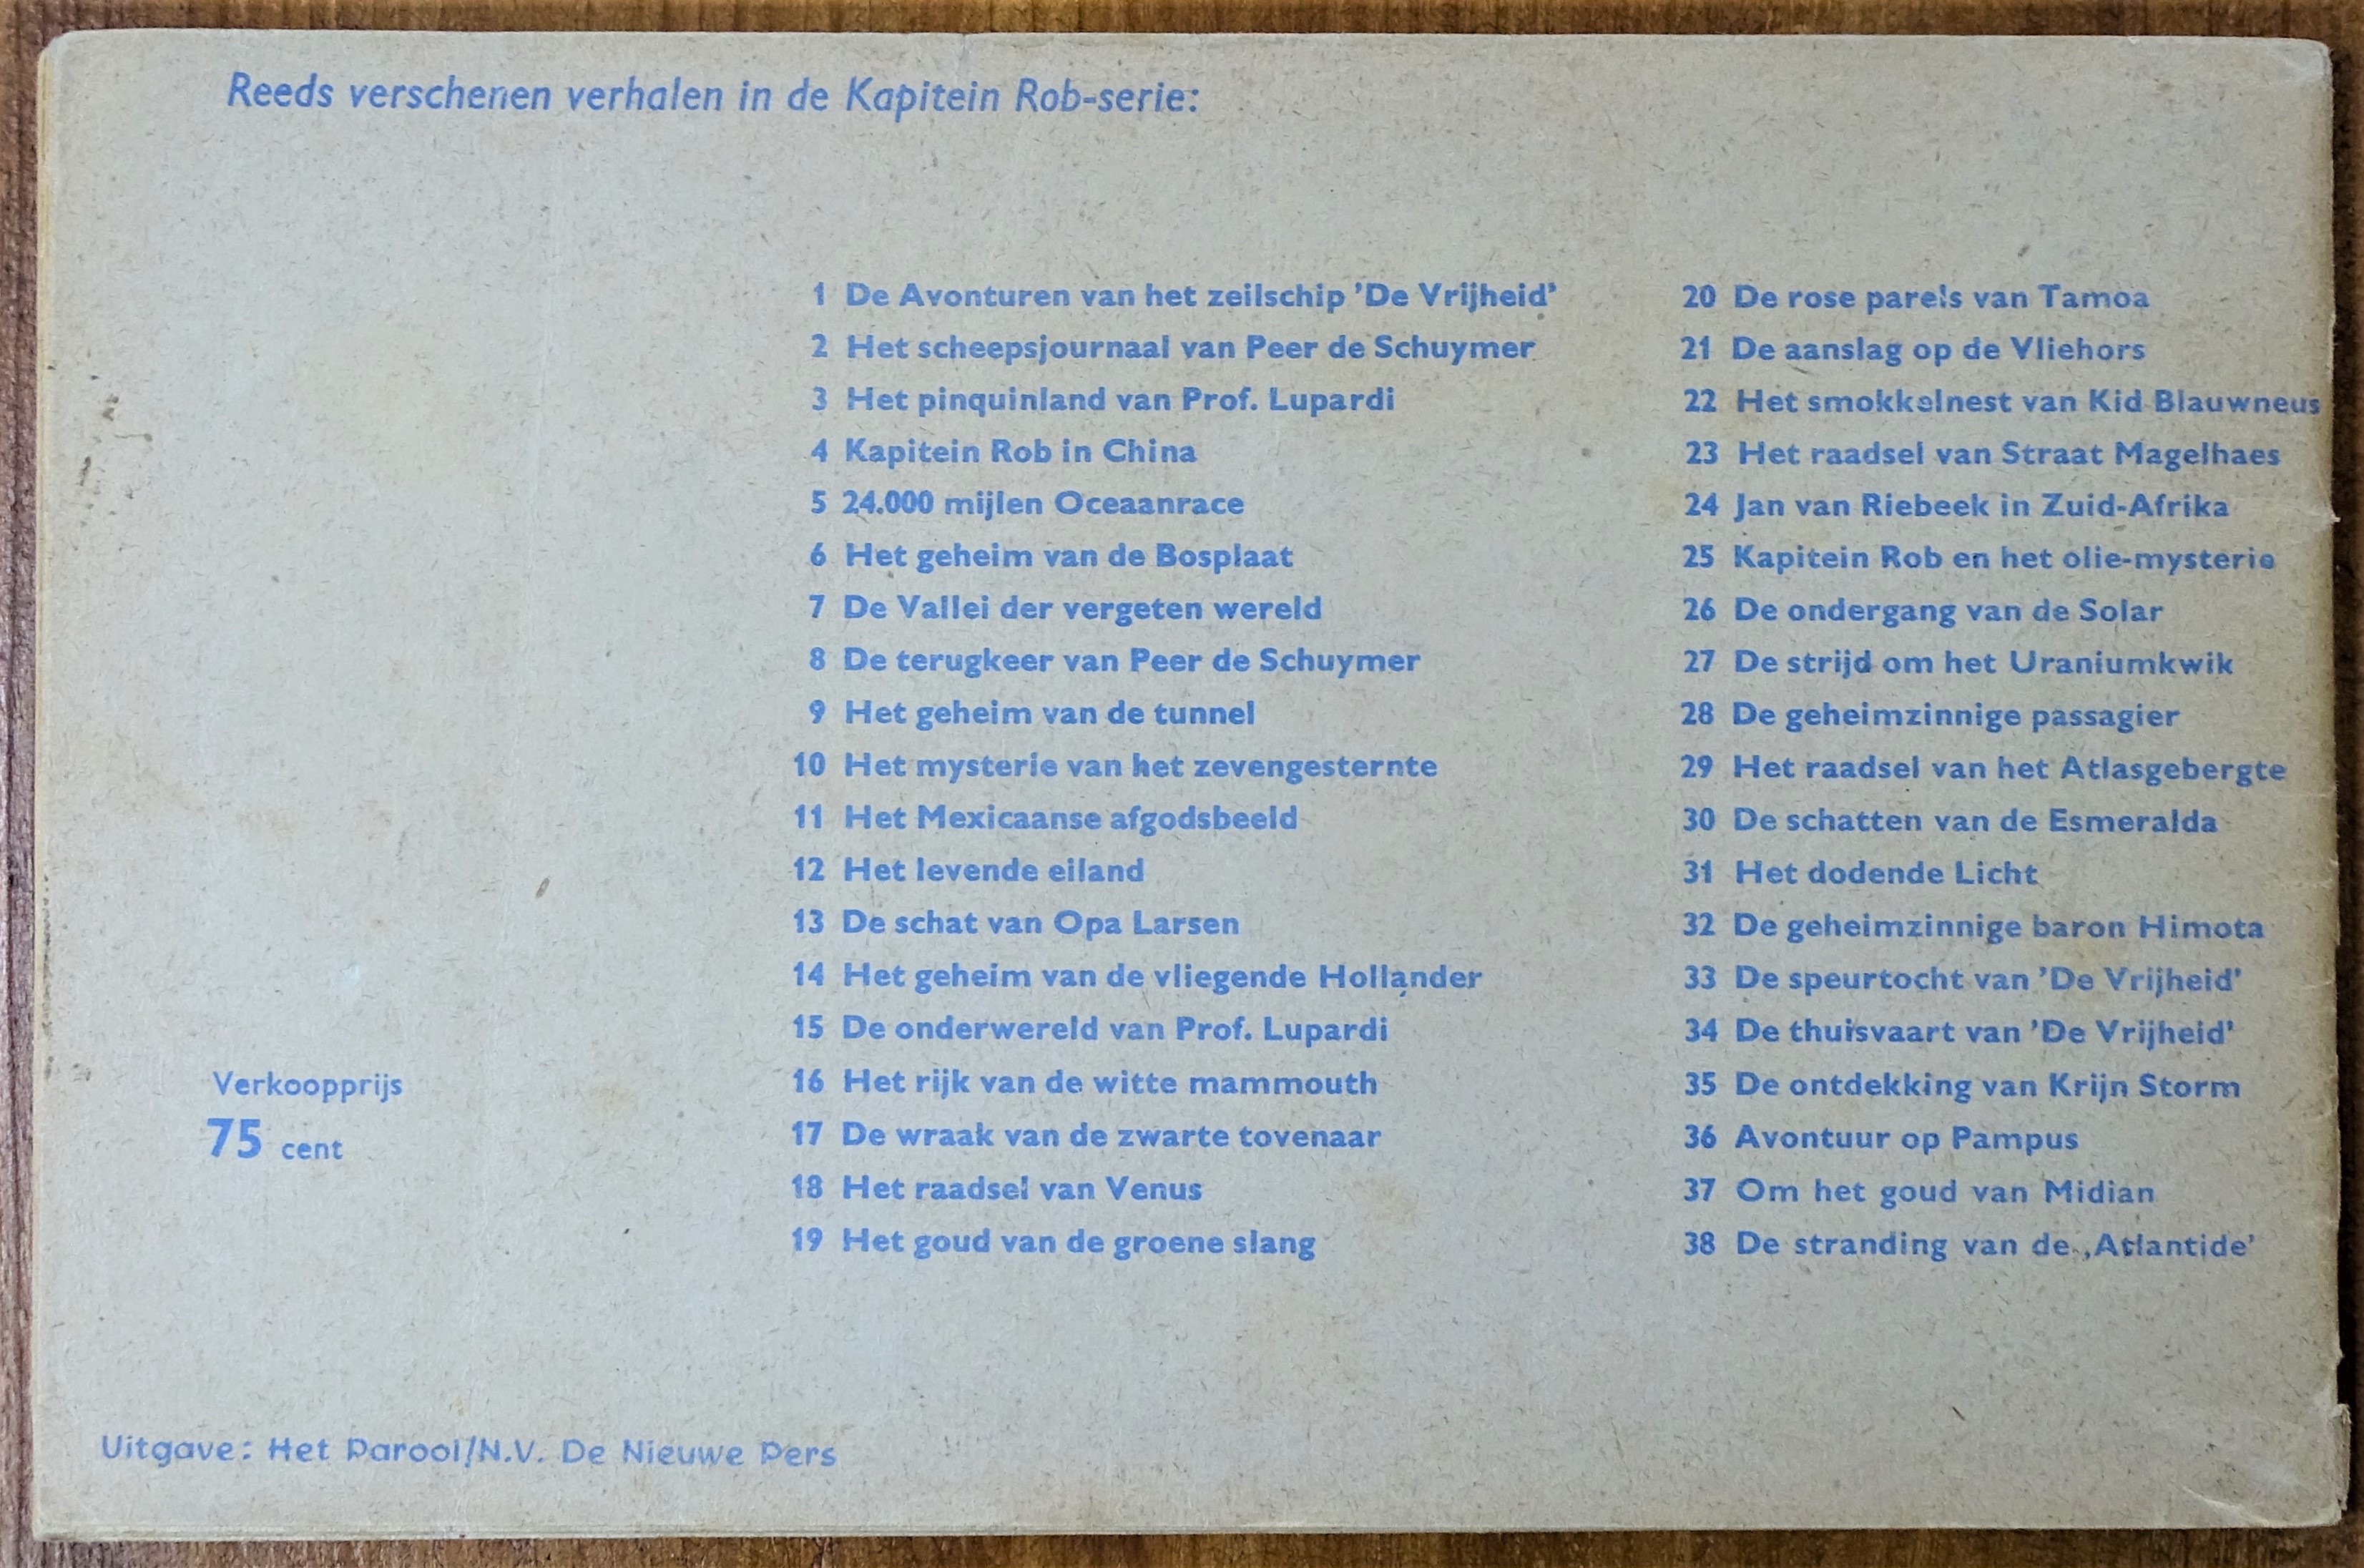 Reeds verschenen verhalen in de Kapitein Rob-serie:
1 De Avonturen van het zeilschip 'De Vrijheid'
2 Het scheepsjournaal van Peer de Schuymer
3 Het pinquinland van Prof. Lupardi
4 Kapitein Rob in China
5 24.000 mijlen Oceaanrace
6 Het geheim van de Bosplaat
7 De Vallei der vergeten wereld
8 De terugkeer van Peer de Schuymer
9 Het geheim van de tunnel
10 Het mysterie van het zevengesternte
11 Het Mexicaanse afgodsbeeld
12 Het levende eiland
13 De schat van Opa Larsen
14 Het geheim van de vliegende Hollander
15 De onderwereld van Prof. Lupardi
16 Het rijk van de witte mammouth
17 De wraak van de zwarte tovenaar
18 Het raadsel van Venus
19 Het goud van de groene slang
20 De rose parels van Tamoa
21 De aanslag op de Vliehors
22 Het smokkelnest van Kid Blauwneus
23 Het raadsel van Straat Magelhaes
24 Jan van Riebeek in Zuid-Afrika
25 Kapitein Rob en het olie-mysterie
26 De ondergang van de Solar
27 De strijd om het Uraniumkwik
28 De geheimzinnige passagier
29 Het raadsel van het Atlasgebergte
30 De schatten van de Esmeralda
31 Het dodende Licht
32 De geheimzinnige baron Himota
33 De speurtocht van 'De Vrijheid'
34 De thuisvaart van 'De Vrijheid'
35 De ontdekking van Krijn Storm
36 Avontuur op Pampus
37 Om het goud van Midian
38 De stranding van de ‚Atlantide'
Verkoopprijs
75 cent
Uitgave: Het Parool/N.V. De Nieuwe Pers